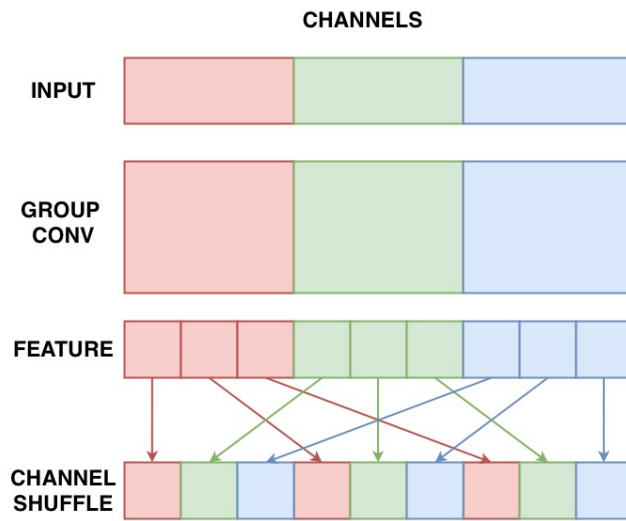 CHANNELS
INPUT
GROUP
CONV
FEATURE
CHANNEL
SHUFFLE